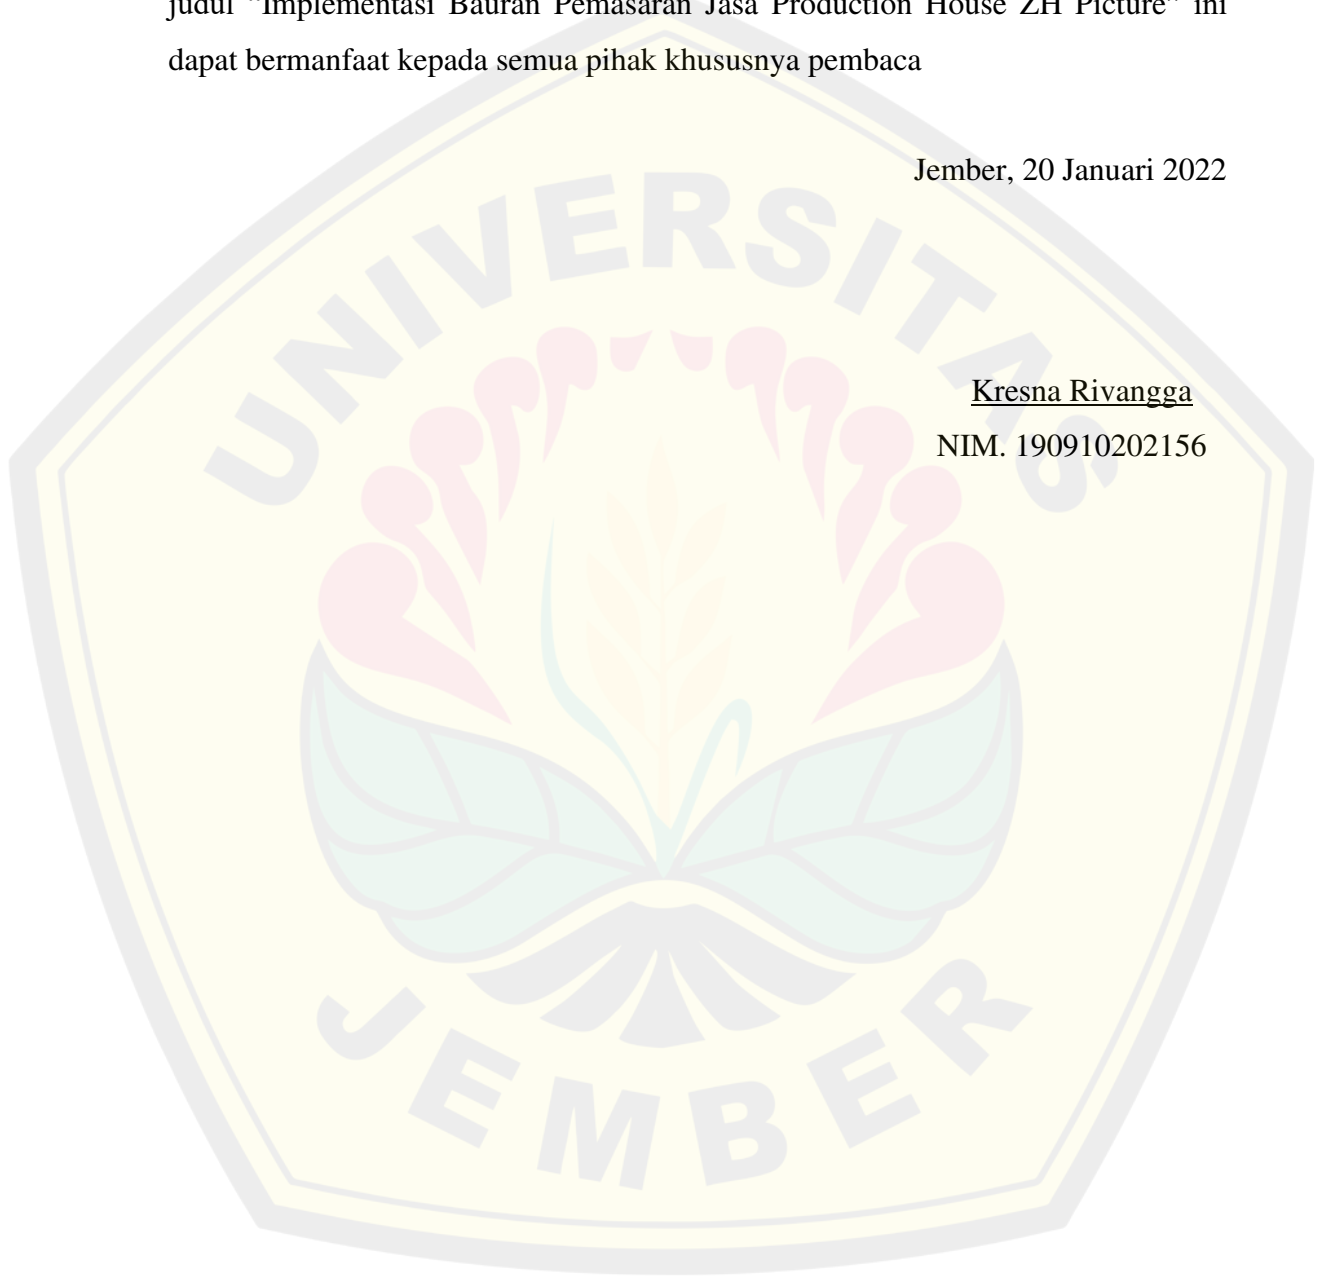 judul “Implementasi Bauran Pemasaran Jasa Production House ZH Picture” ini
dapat bermanfaat kepada semua pihak khususnya pembaca
Jember, 20 Januari 2022
Kresna Rivangga
NIM. 190910202156
UNIVERSITAS
JEMBER